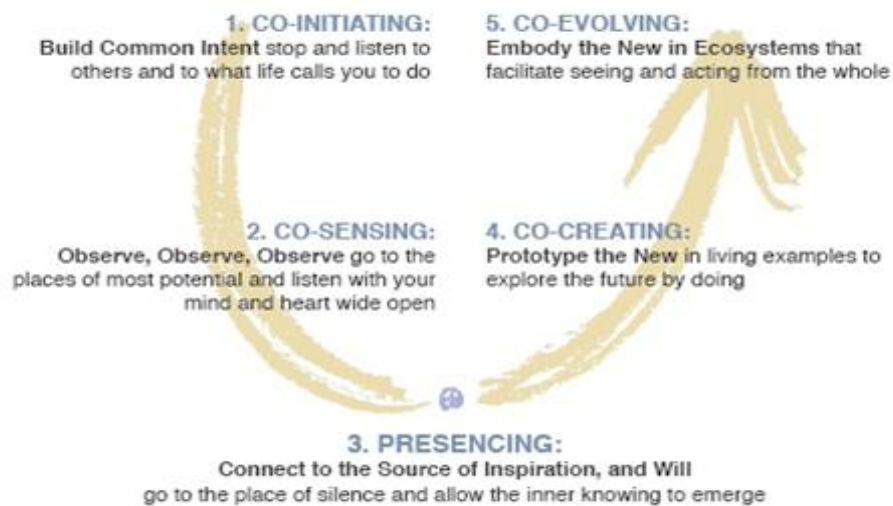 1. CO-INITIATING:
Build Common Intent stop and listen to
others and to what life calls you to do
2. CO-SENSING:
Observe, Observe, Observe go to the
places of most potential and listen with your
mind and heart wide open
3. PRESENCING:
Connect to the Source of Inspiration, and Will
go to the place of silence and allow the inner knowing to emerge
4. CO-CREATING:
Prototype the New in living examples to
explore the future by doing
5. CO-EVOLVING:
Embody the New in Ecosystems that
facilitate seeing and acting from the whole